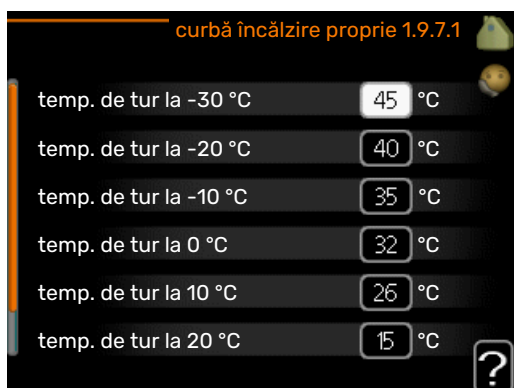 curbă încălzire proprie 1.9.7.1
temp. de tur la -30 °C 45 °C
temp. de tur la -20 °C 40 °C
temp. de tur la -10 °C 35 °C
temp. de tur la 0 °C 32 °C
temp. de tur la 10 °C 26 °C
temp. de tur la 20 °C 15 °C
?